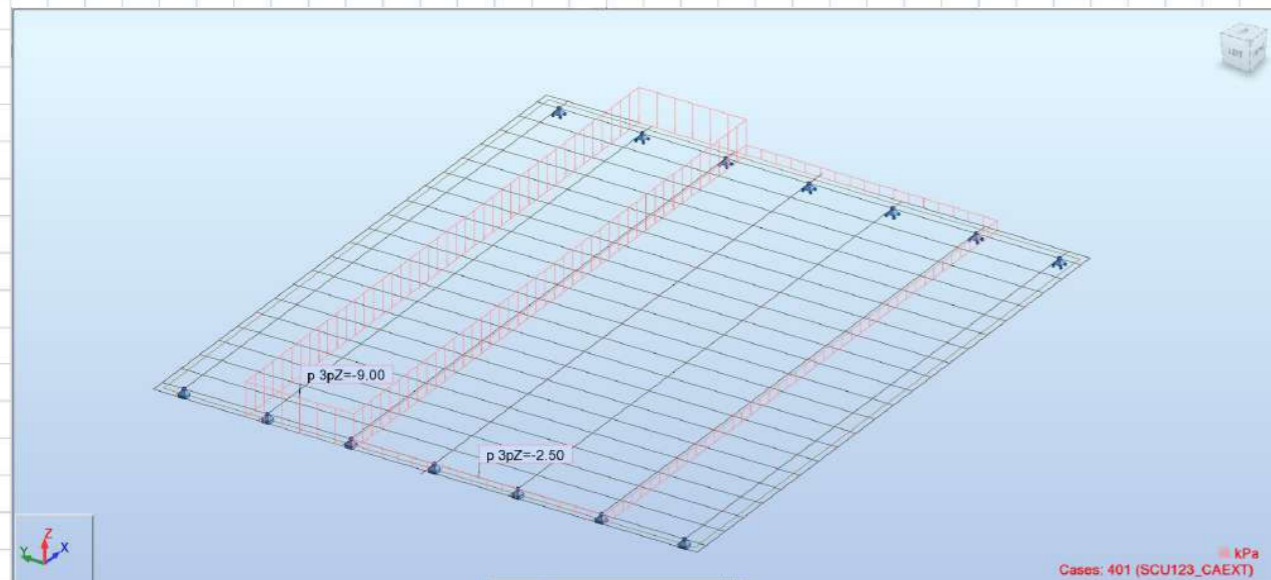 p 3pZ=-9.00
p 3pZ=-2.50
Z
Y
X
kPa
Cases: 401 (SCU123_CAEXT)